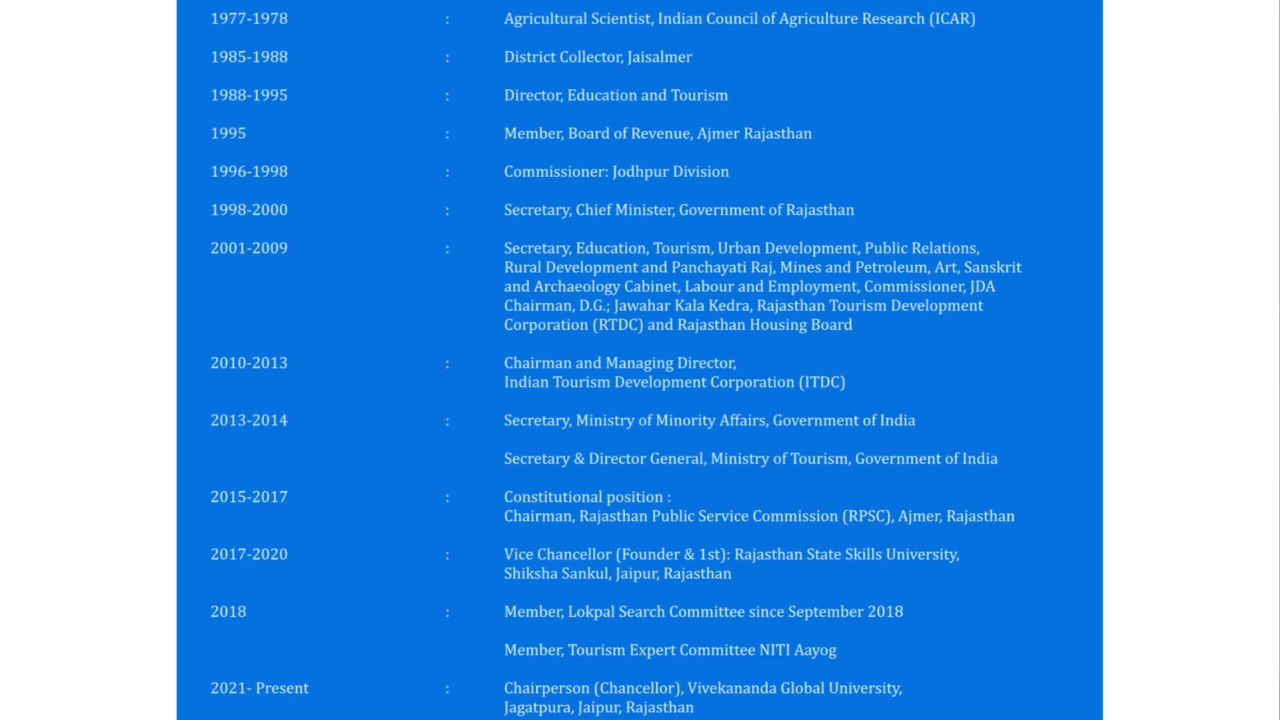 1977-1978 : Agricultural Scientist, Indian Council of Agriculture Research (ICAR)
1985-1988 : District Collector, Jaisalmer
1988-1995 : Director, Education and Tourism
1995 : Member, Board of Revenue, Ajmer Rajasthan
1996-1998 : Commissioner: Jodhpur Division
1998-2000 : Secretary, Chief Minister, Government of Rajasthan
2001-2009 : Secretary, Education, Tourism, Urban Development, Public Relations,
Rural Development and Panchayati Raj, Mines and Petroleum, Art, Sanskrit
and Archaeology Cabinet, Labour and Employment, Commissioner, JDA
Chairman, D.G.; Jawahar Kala Kedra, Rajasthan Tourism Development
Corporation (RTDC) and Rajasthan Housing Board
2010-2013 : Chairman and Managing Director,
Indian Tourism Development Corporation (ITDC)
2013-2014 : Secretary, Ministry of Minority Affairs, Government of India
Secretary & Director General, Ministry of Tourism, Government of India
2015-2017 : Constitutional position :
Chairman, Rajasthan Public Service Commission (RPSC), Ajmer, Rajasthan
2017-2020 : Vice Chancellor (Founder & 1st): Rajasthan State Skills University,
Shiksha Sankul, Jaipur, Rajasthan
2018 : Member, Lokpal Search Committee since September 2018
Member, Tourism Expert Committee NITI Aayog
2021- Present : Chairperson (Chancellor), Vivekananda Global University,
Jagatpura, Jaipur, Rajasthan